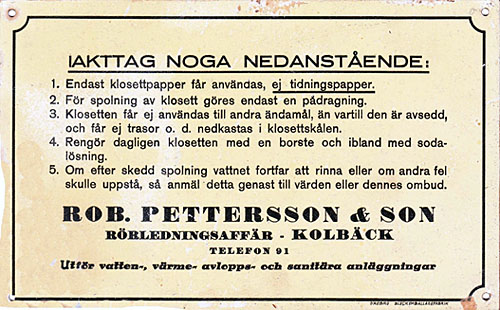 IAKTTAG NOGA NEDANSTÅENDE:
1. Endast klosettpapper får användas, ej tidningspapper.
2. För spolning av klosett göres endast en pådragning.
3. Klosetten får ej användas till andra ändamål, än vartill den är avsedd,
och får ej trasor o. d. nedkastas i klosettskålen.
4. Rengör dagligen klosetten med en borste och ibland med soda-
lösning.
5. Om efter skedd spolning vattnet fortfar att rinna eller om andra fel
skulle uppstå, så anmäl detta genast till värden eller dennes ombud.
ROB. PETTERSSON & SON
RÖRLEDNINGSAFFÄR - KOLBÄCK
TELEFON 91
Utför vatten-, värme- avlopps- och sanitära anläggningar
ÖREBRO BLECKEMBALLAGEFABRIK